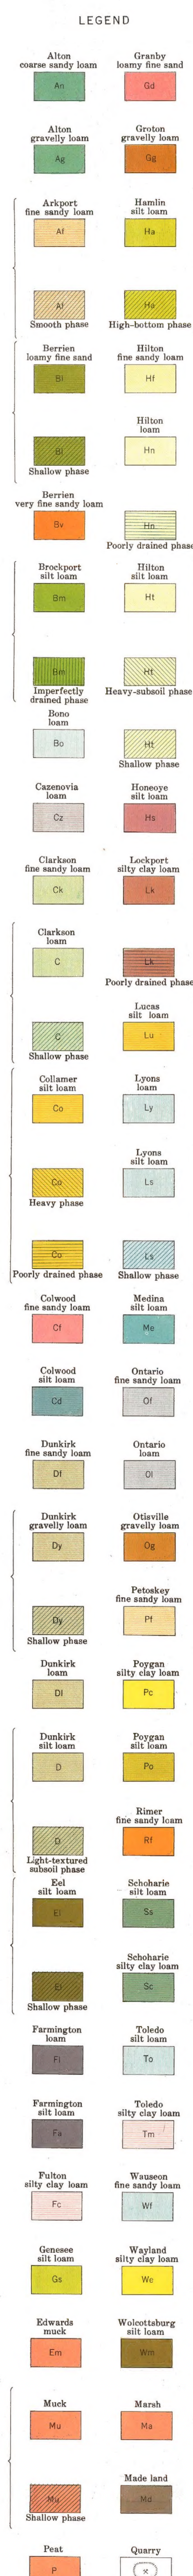 LEGEND
Alton
coarse sandy loam
An
Alton
gravelly loam
Ag
Arkport
fine sandy loam
Af
Af
Smooth phase
Berrien
loamy fine sand
Bl
Bl
Shallow phase
Berrien
very fine sandy loam
Bv
Brockport
silt loam
Bm
Bm
Imperfectly
drained phase
Bono
loam
Bo
Cazenovia
loam
Cz
Clarkson
fine sandy loam
Ck
Clarkson
loam
C
C
Shallow phase
Collamer
silt loam
Co
Co
Heavy phase
Co
Poorly drained phase
Colwood
fine sandy loam
Cf
Colwood
silt loam
Cd
Dunkirk
fine sandy loam
Df
Dunkirk
gravelly loam
Dy
Dy
Shallow phase
Dunkirk
loam
Dl
Dunkirk
silt loam
D
D
Light-textured
subsoil phase
Eel
silt loam
El
El
Shallow phase
Farmington
loam
Fl
Farmington
silt loam
Fa
Fulton
silty clay loam
Fc
Genesee
silt loam
Gs
Edwards
muck
Em
Muck
Mu
Mu
Shallow phase
Peat
P
Granby
loamy fine sand
Gd
Groton
gravelly loam
Gg
Hamlin
silt loam
Ha
Ha
High-bottom phase
Hilton
fine sandy loam
Hf
Hilton
loam
Hn
Hn
Poorly drained phase
Hilton
silt loam
Ht
Ht
Heavy-subsoil phase
Ht
Shallow phase
Honeoye
silt loam
Hs
Lockport
silty clay loam
Lk
Lk
Poorly drained phase
Lucas
silt loam
Lu
Lyons
loam
Ly
Lyons
silt loam
Ls
Ls
Shallow phase
Medina
silt loam
Me
Ontario
fine sandy loam
Of
Ontario
loam
Ol
Otisville
gravelly loam
Og
Petoskey
fine sandy loam
Pf
Poygan
silty clay loam
Pc
Poygan
silt loam
Po
Rimer
fine sandy loam
Rf
Schoharie
silt loam
Ss
Schoharie
silty clay loam
Sc
Toledo
silt loam
To
Toledo
silty clay loam
Tm
Wauseon
fine sandy loam
Wf
Wayland
silty clay loam
We
Wolcottsburg
silt loam
Wm
Marsh
Ma
Made land
Md
Quarry